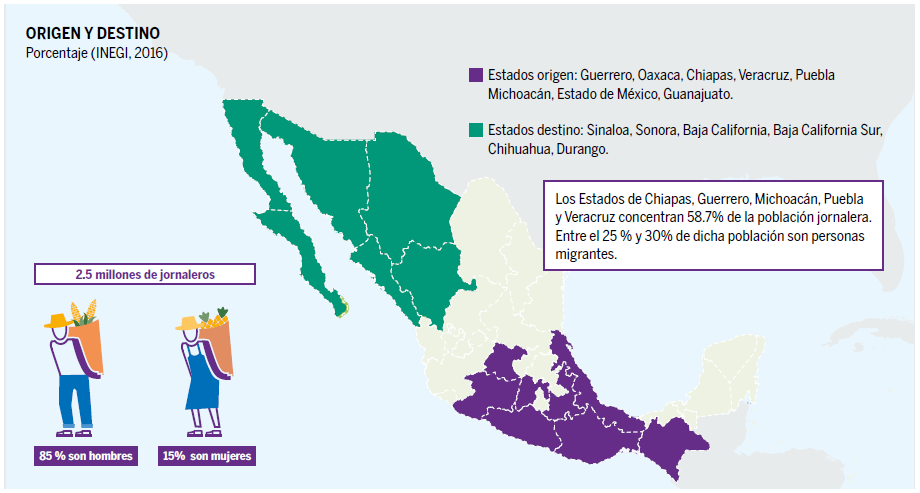 ORIGEN Y DESTINO
Porcentaje (INEGI, 2016)
Estados origen: Guerrero, Oaxaca, Chiapas, Veracruz, Puebla
Michoacán, Estado de México, Guanajuato.
Estados destino: Sinaloa, Sonora, Baja California, Baja California Sur,
Chihuahua, Durango.
Los Estados de Chiapas, Guerrero, Michoacán, Puebla
y Veracruz concentran 58.7% de la población jornalera.
Entre el 25 % y 30% de dicha población son personas
migrantes.
2.5 millones de jornaleros
85 % son hombres
15% son mujeres